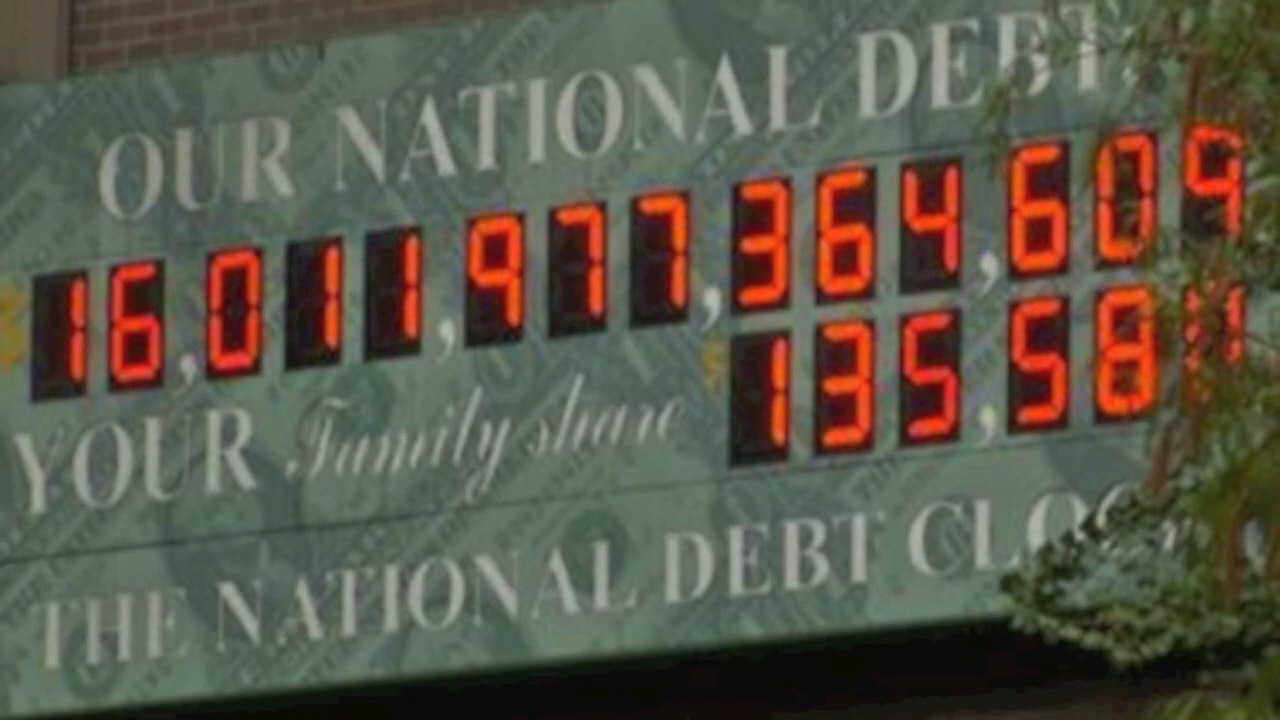 OUR NATIONAL DEBT:
$16,011,977,364,609
YOUR Family share $135,58
THE NATIONAL DEBT